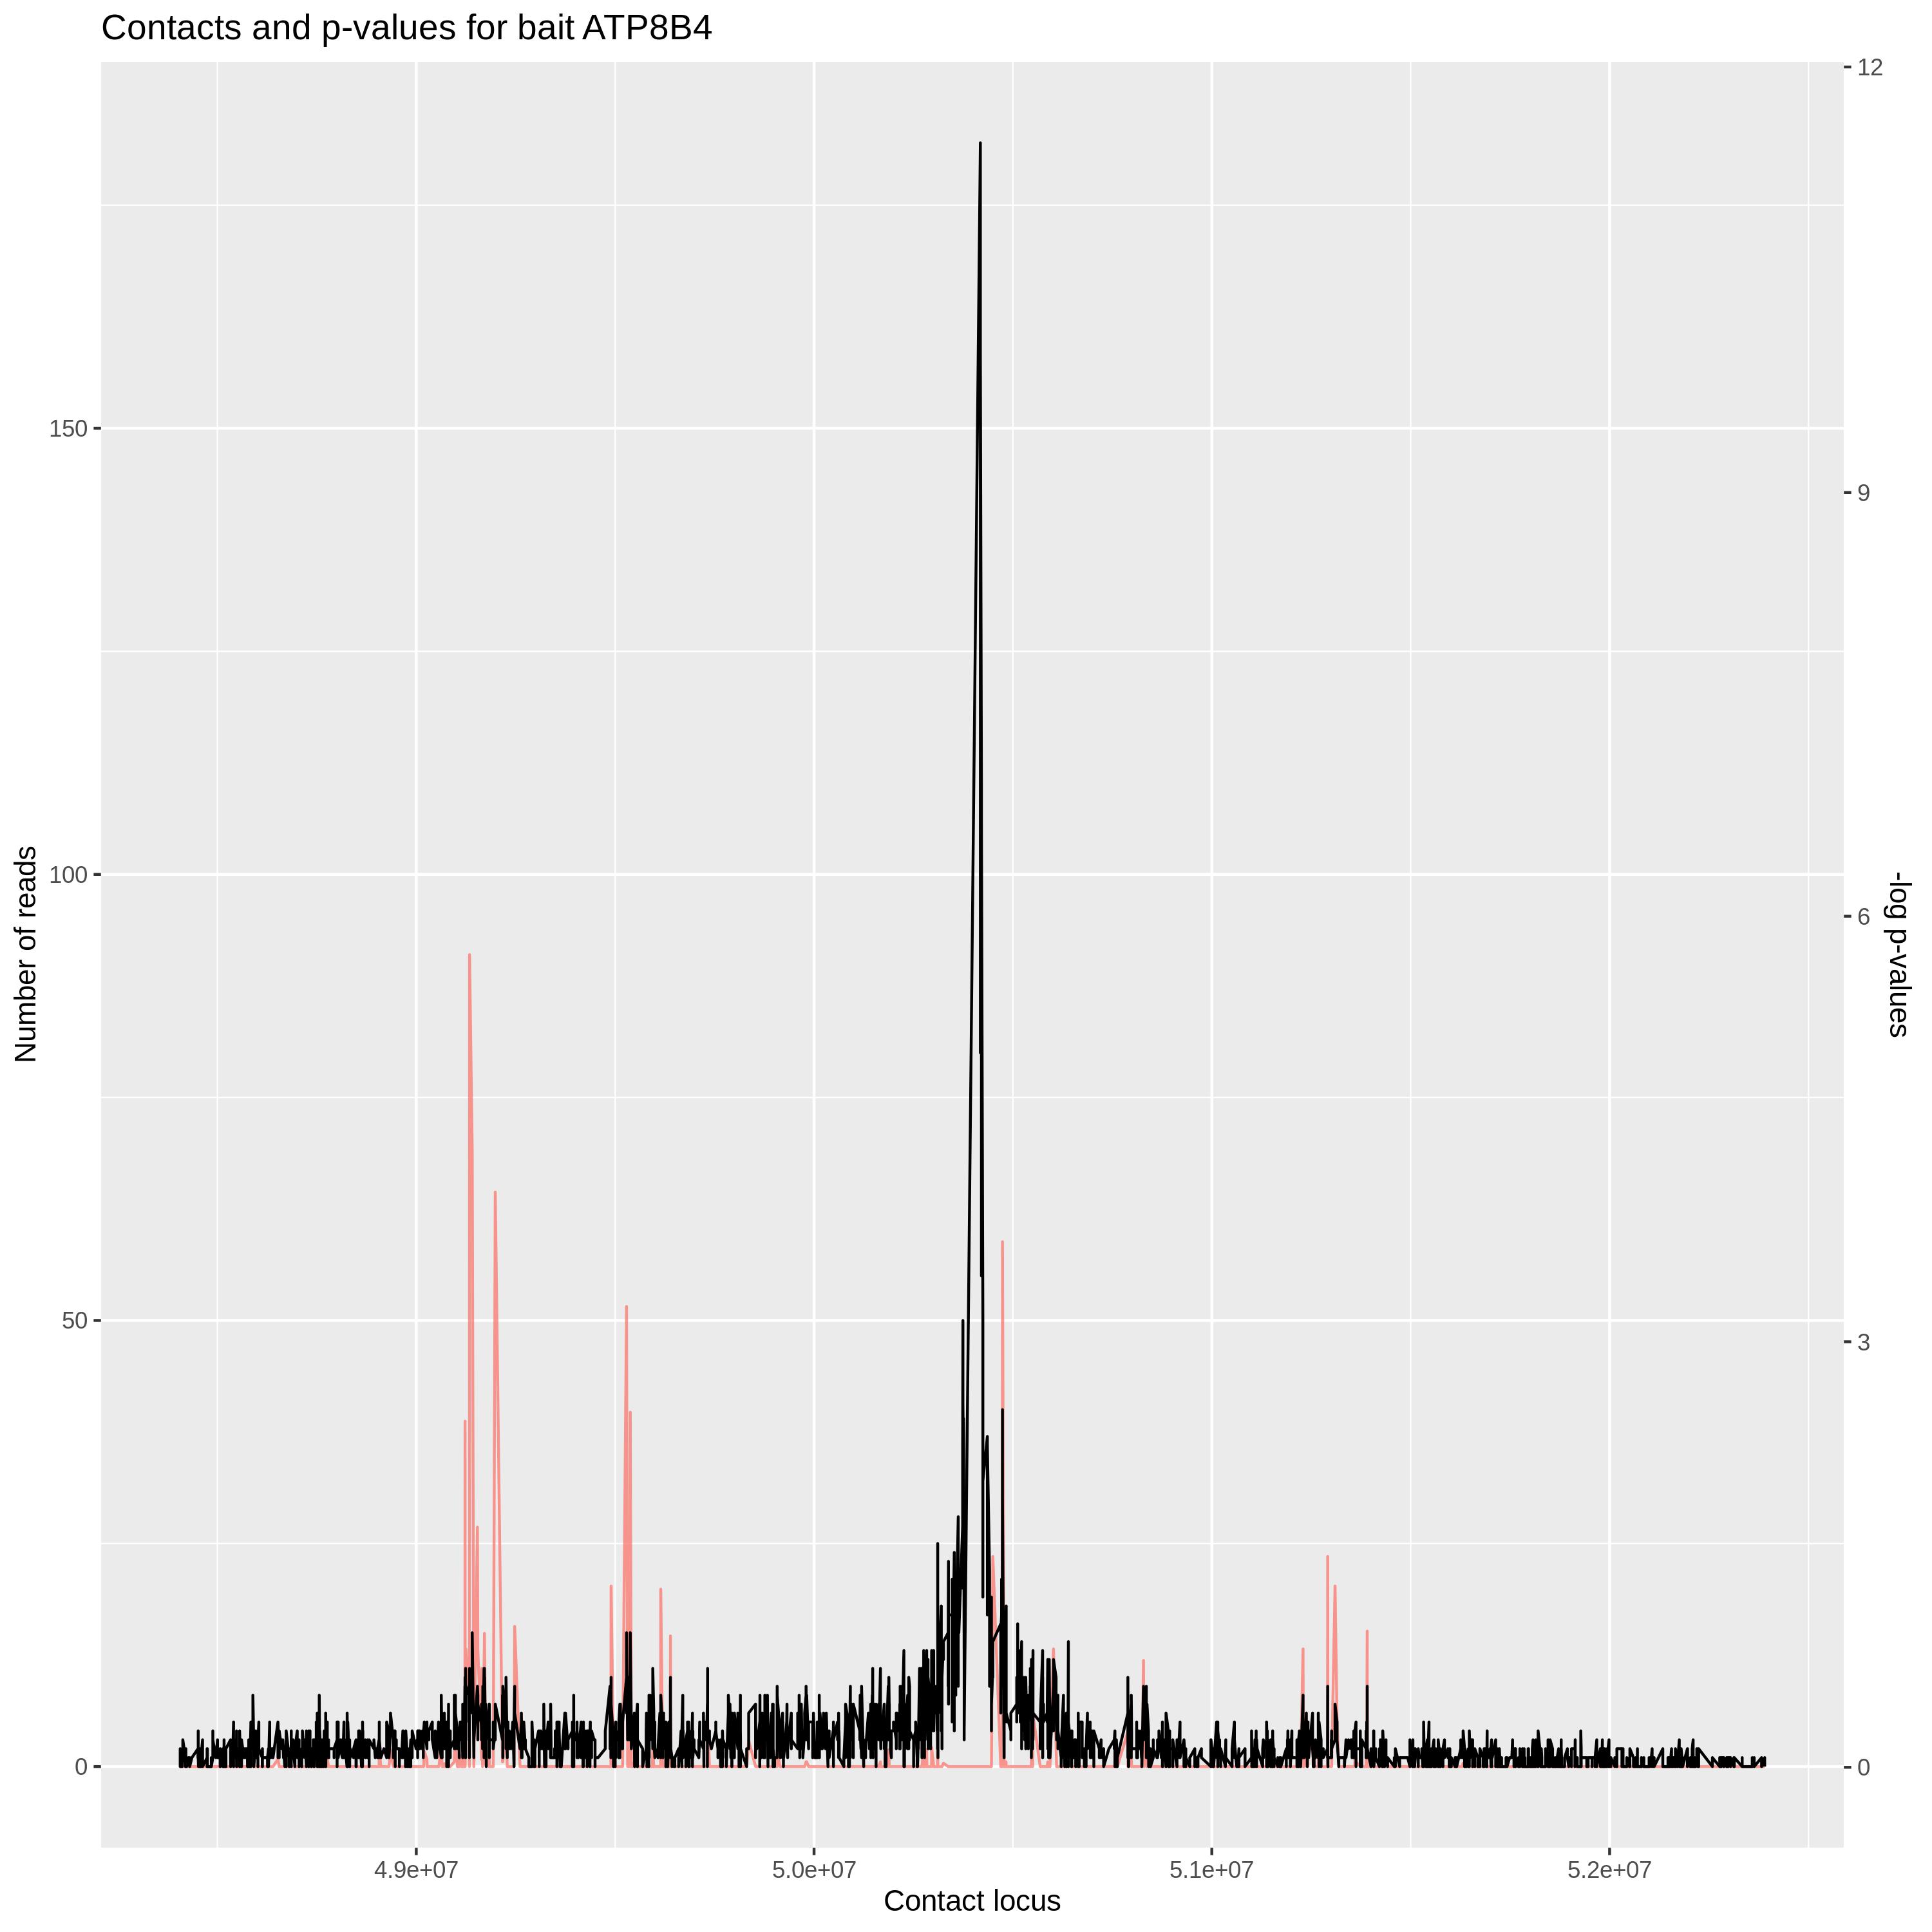 Contacts and p-values for bait ATP8B4
Number of reads
150
100
50
0
12
9
6
3
0
-log p-values
4.9e+07
5.0e+07
5.1e+07
5.2e+07
Contact locus